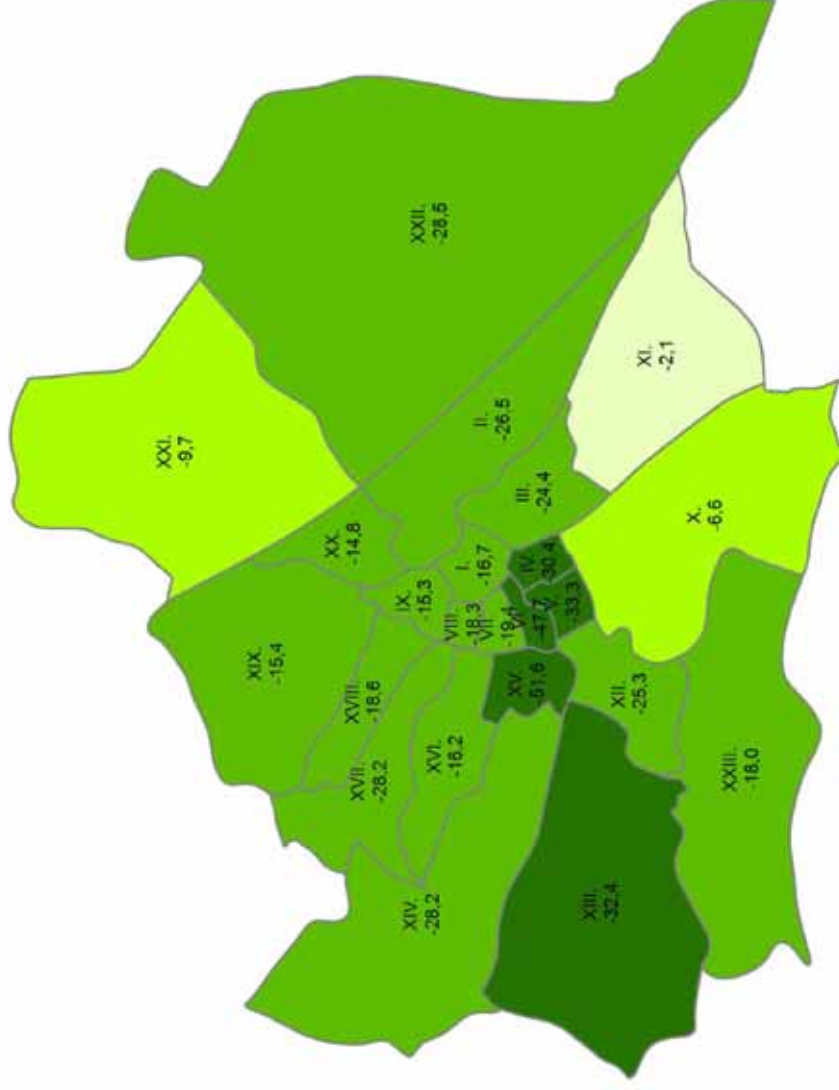 XXI.
-9,7
XXII.
-28,5
XI.
-2,1
II.
-26,5
III.
-24,4
X.
-6,6
XX.
-14,8
I.
-16,7
IV.
-30,4
IX.
-15,3
V.
-33,3
VIII.
-18,3
VII.
-19,4
-47,7
XIX.
-15,4
XVIII.
-18,6
XV.
-51,6
XII.
-25,3
XVII.
-28,2
XVI.
-16,2
XXIII.
-18,0
XIV.
-28,2
XIII.
-32,4